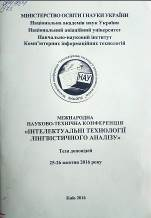 МІНІСТЕРСТВО ОСВІТИ І НАУКИ УКРАЇНИ
Національна академія наук України
Національний авіаційний університет
Навчально-науковий інститут
Комп'ютерних інформаційних технологій
НАУ
МІЖНАРОДНА
НАУКОВО-ТЕХНІЧНА КОНФЕРЕНЦІЯ
«ІНТЕЛЕКТУАЛЬНІ ТЕХНОЛОГІЇ
ЛІНГВІСТИЧНОГО АНАЛІЗУ»
Тези доповідей
25-26 жовтня 2016 року
Київ 2016